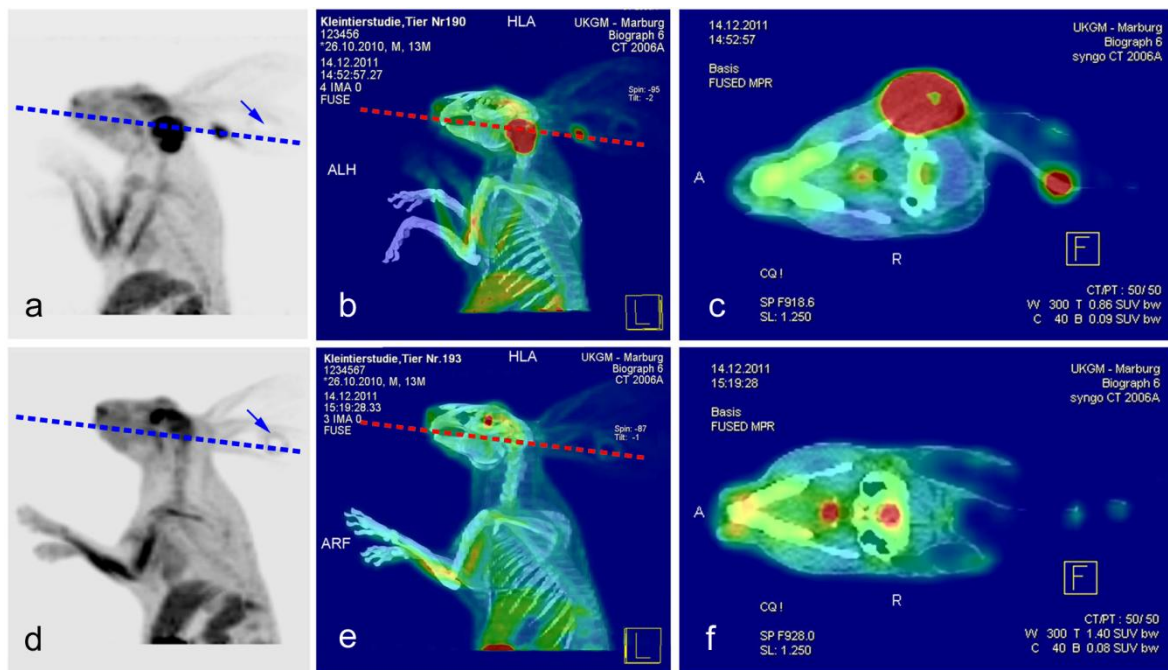 a
Kleintierstudie,Tier Nr190
123456
*26.10.2010, M, 13M
14.12.2011
14:52:57.27
4 IMA 0
FUSE
HLA
UKGM - Marburg
Biograph 6
CT 2006A
Spin: -95
Tilt: -2
ALH
L
b
14.12.2011
14:52:57
Basis
FUSED MPR
UKGM - Marburg
Biograph 6
syngo CT 2006A
A
R
F
CQ !
SP F918.6
SL: 1.250
CT/PT : 50/ 50
W 300 T 0.86 SUV bw
C 40 B 0.09 SUV bw
c
d
Kleintierstudie,Tier Nr.193
1234567
*26.10.2010, M, 13M
14.12.2011
15:19:28.33
3 IMA 0
FUSE
HLA
UKGM - Marburg
Biograph 6
CT 2006A
Spin: -87
Tilt: -1
ARF
L
e
14.12.2011
15:19:28
Basis
FUSED MPR
UKGM - Marburg
Biograph 6
syngo CT 2006A
A
R
F
CQ !
SP F928.0
SL: 1.250
CT/PT : 50/ 50
W 300 T 1.40 SUV bw
C 40 B 0.08 SUV bw
f